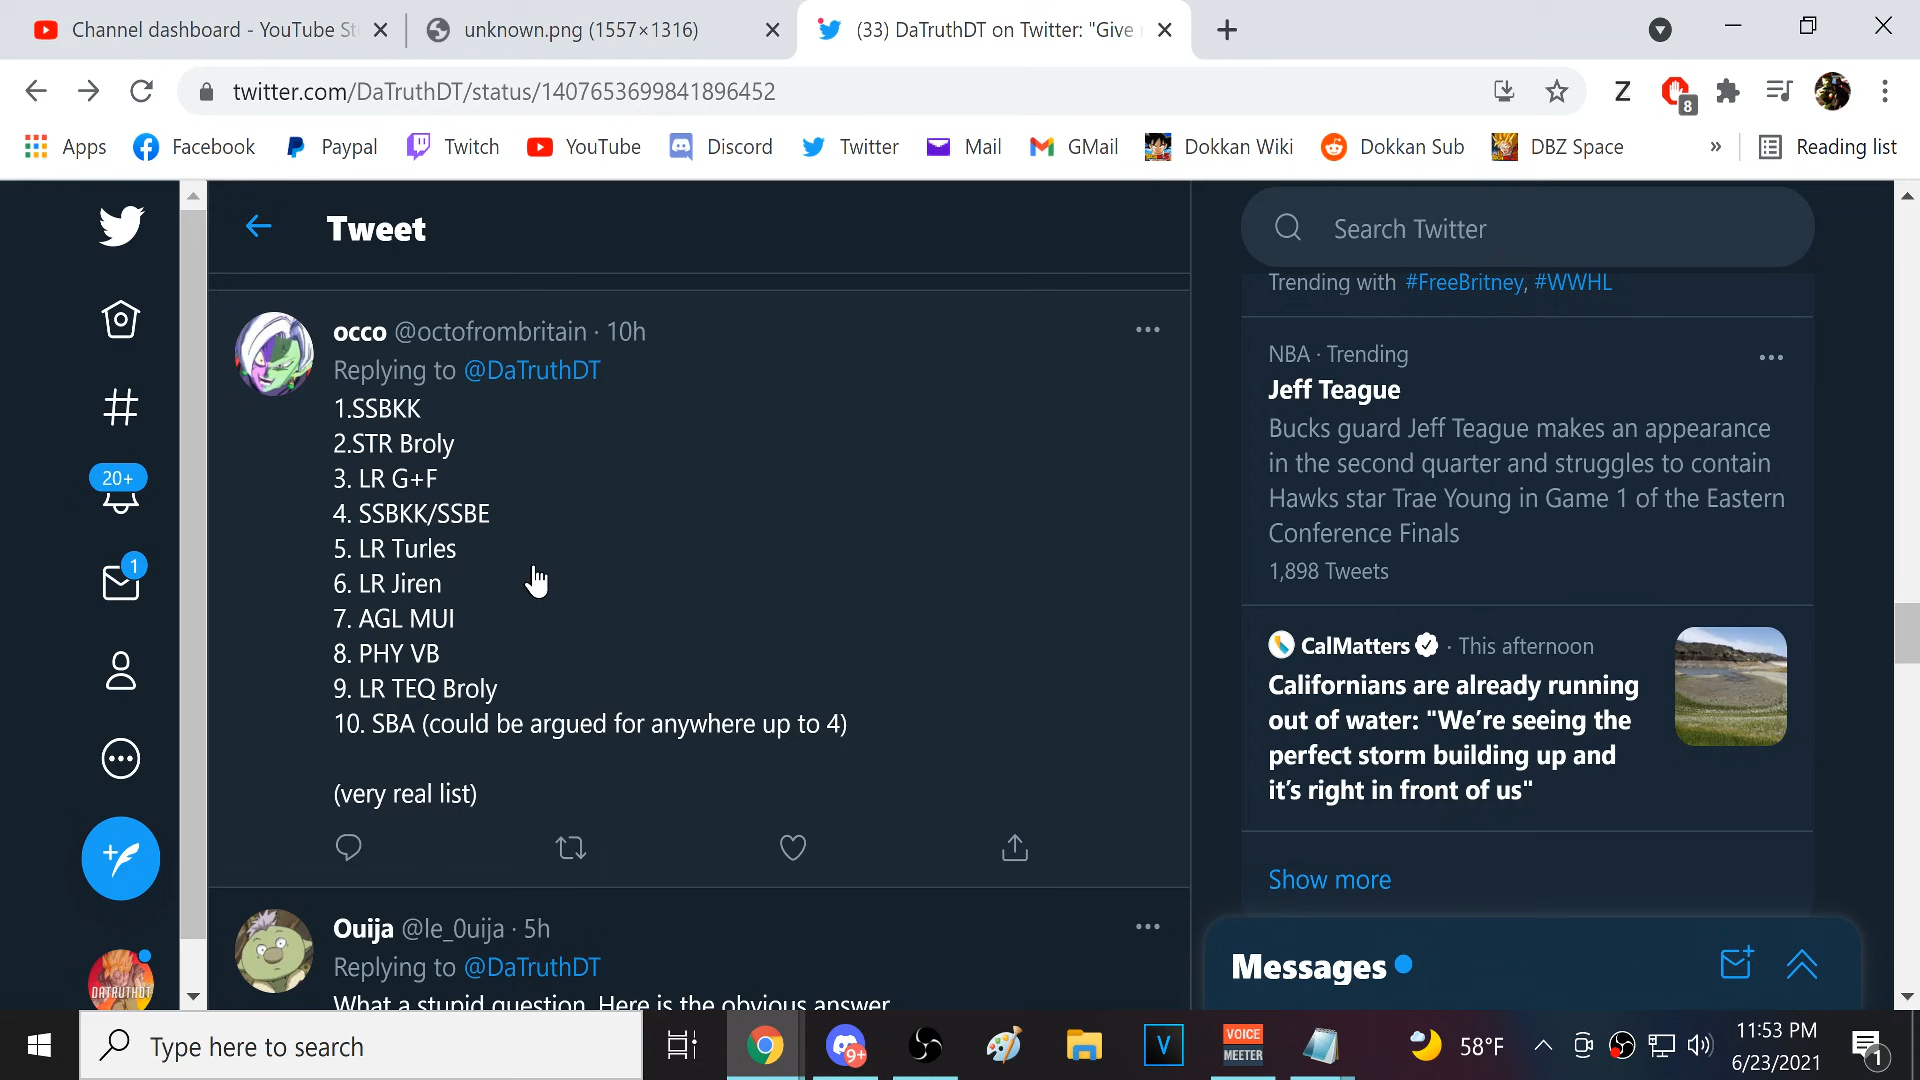 Channel dashboard - YouTube St
unknown.png (1557×1316)
(33) DaTruthDT on Twitter: "Give
twitter.com/DaTruthDT/status/1407653699841896452
Z
8
Apps
Facebook
Paypal
Twitch
YouTube
Discord
Twitter
Mail
GMail
Dokkan Wiki
Dokkan Sub
DBZ Space
»
Reading list
Tweet
Search Twitter
Trending with #FreeBritney, #WWHL
occo @octofrombritain · 10h
Replying to @DaTruthDT
1.SSBKK
2.STR Broly
3. LR G+F
4. SSBKK/SSBE
5. LR Turles
6. LR Jiren
7. AGL MUI
8. PHY VB
9. LR TEQ Broly
10. SBA (could be argued for anywhere up to 4)
(very real list)
Ouija @le_0uija · 5h
Replying to @DaTruthDT
What a stupid question. Here is the obvious answer
20+
1
DATRUTHDT
NBA · Trending
Jeff Teague
Bucks guard Jeff Teague makes an appearance
in the second quarter and struggles to contain
Hawks star Trae Young in Game 1 of the Eastern
Conference Finals
1,898 Tweets
CalMatters · This afternoon
Californians are already running
out of water: "We're seeing the
perfect storm building up and
it's right in front of us"
Show more
Messages
Type here to search
9+
V
VOICE
MEETER
58°F
11:53 PM
6/23/2021
1